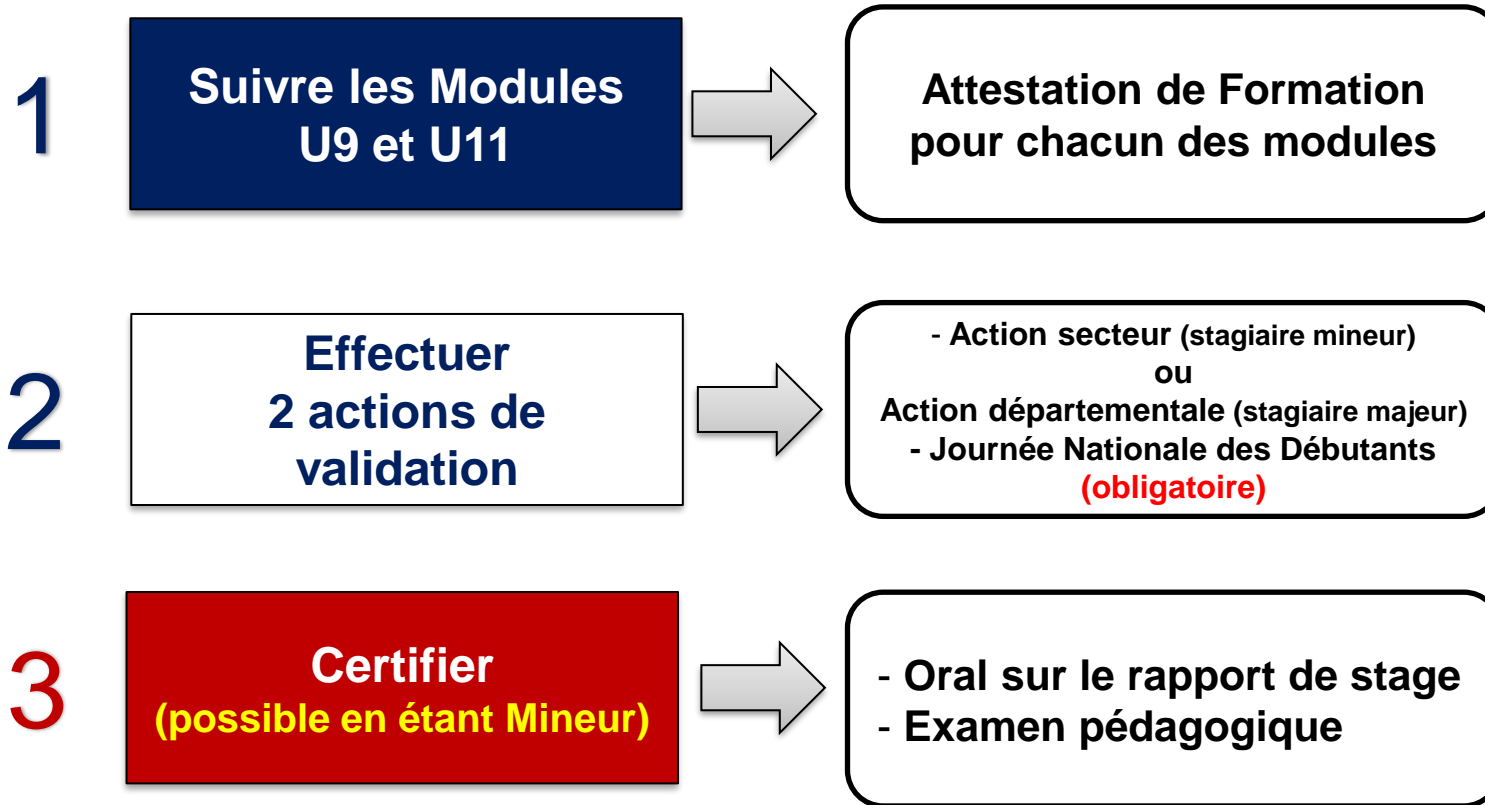 1
Suivre les Modules
U9 et U11
Attestation de Formation
pour chacun des modules
2
Effectuer
2 actions de
validation
- Action secteur (stagiaire mineur)
ou
Action départementale (stagiaire majeur)
- Journée Nationale des Débutants
(obligatoire)
3
Certifier
(possible en étant Mineur)
- Oral sur le rapport de stage
- Examen pédagogique